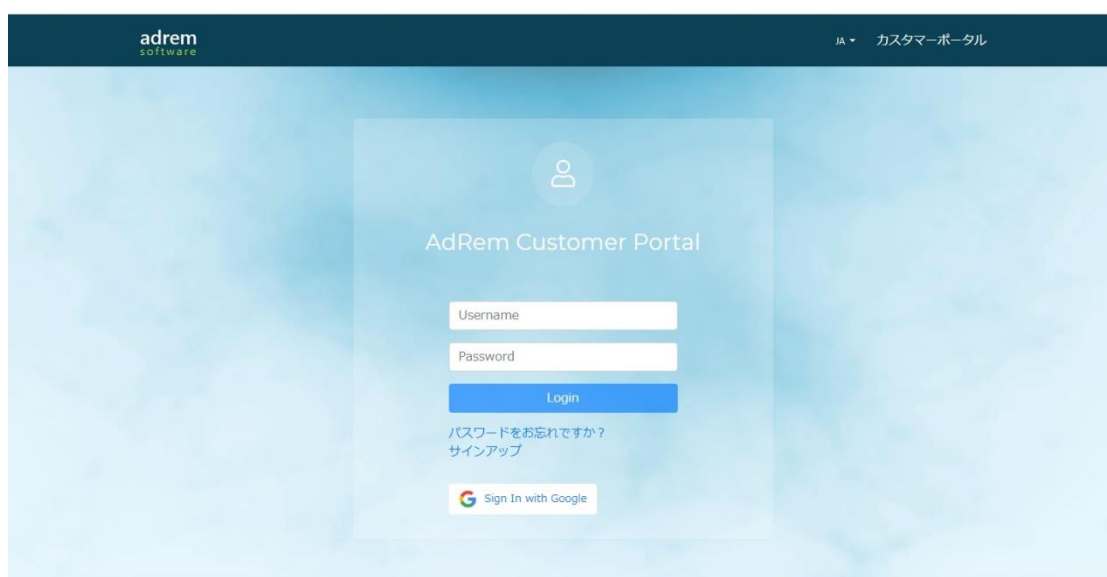 adrem
software
JA カスタマーポータル
AdRem Customer Portal
Username
Password
Login
パスワードをお忘れですか？
サインアップ
Sign In with Google